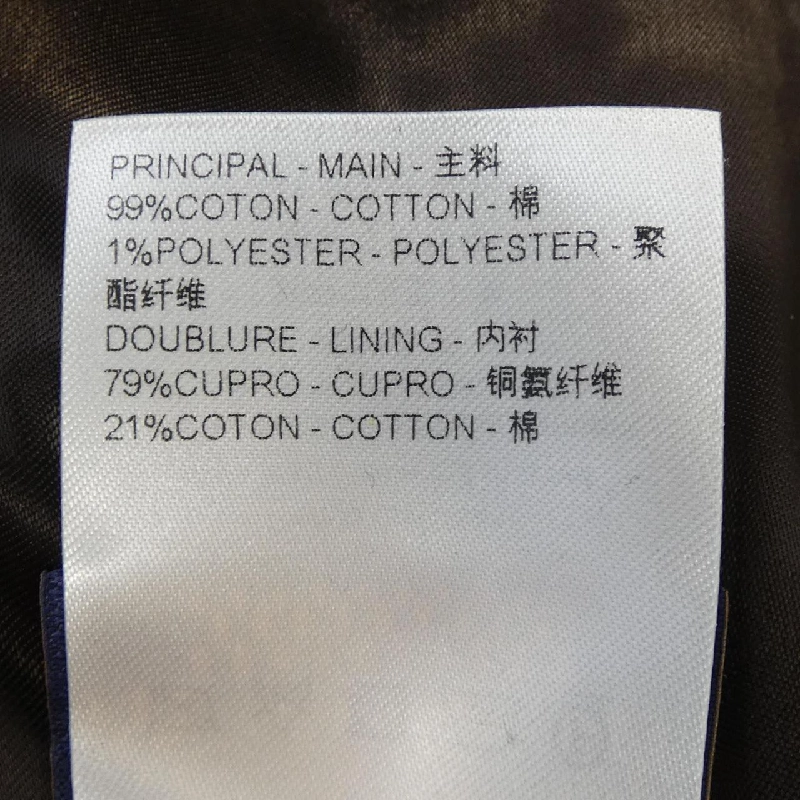 PRINCIPAL - MAIN - 主料
99%COTON - COTTON - 棉
1%POLYESTER - POLYESTER - 聚
酯纤维
DOUBLURE - LINING - 内衬
79%CUPRO - CUPRO - 铜氨纤维
21%COTON - COTTON - 棉